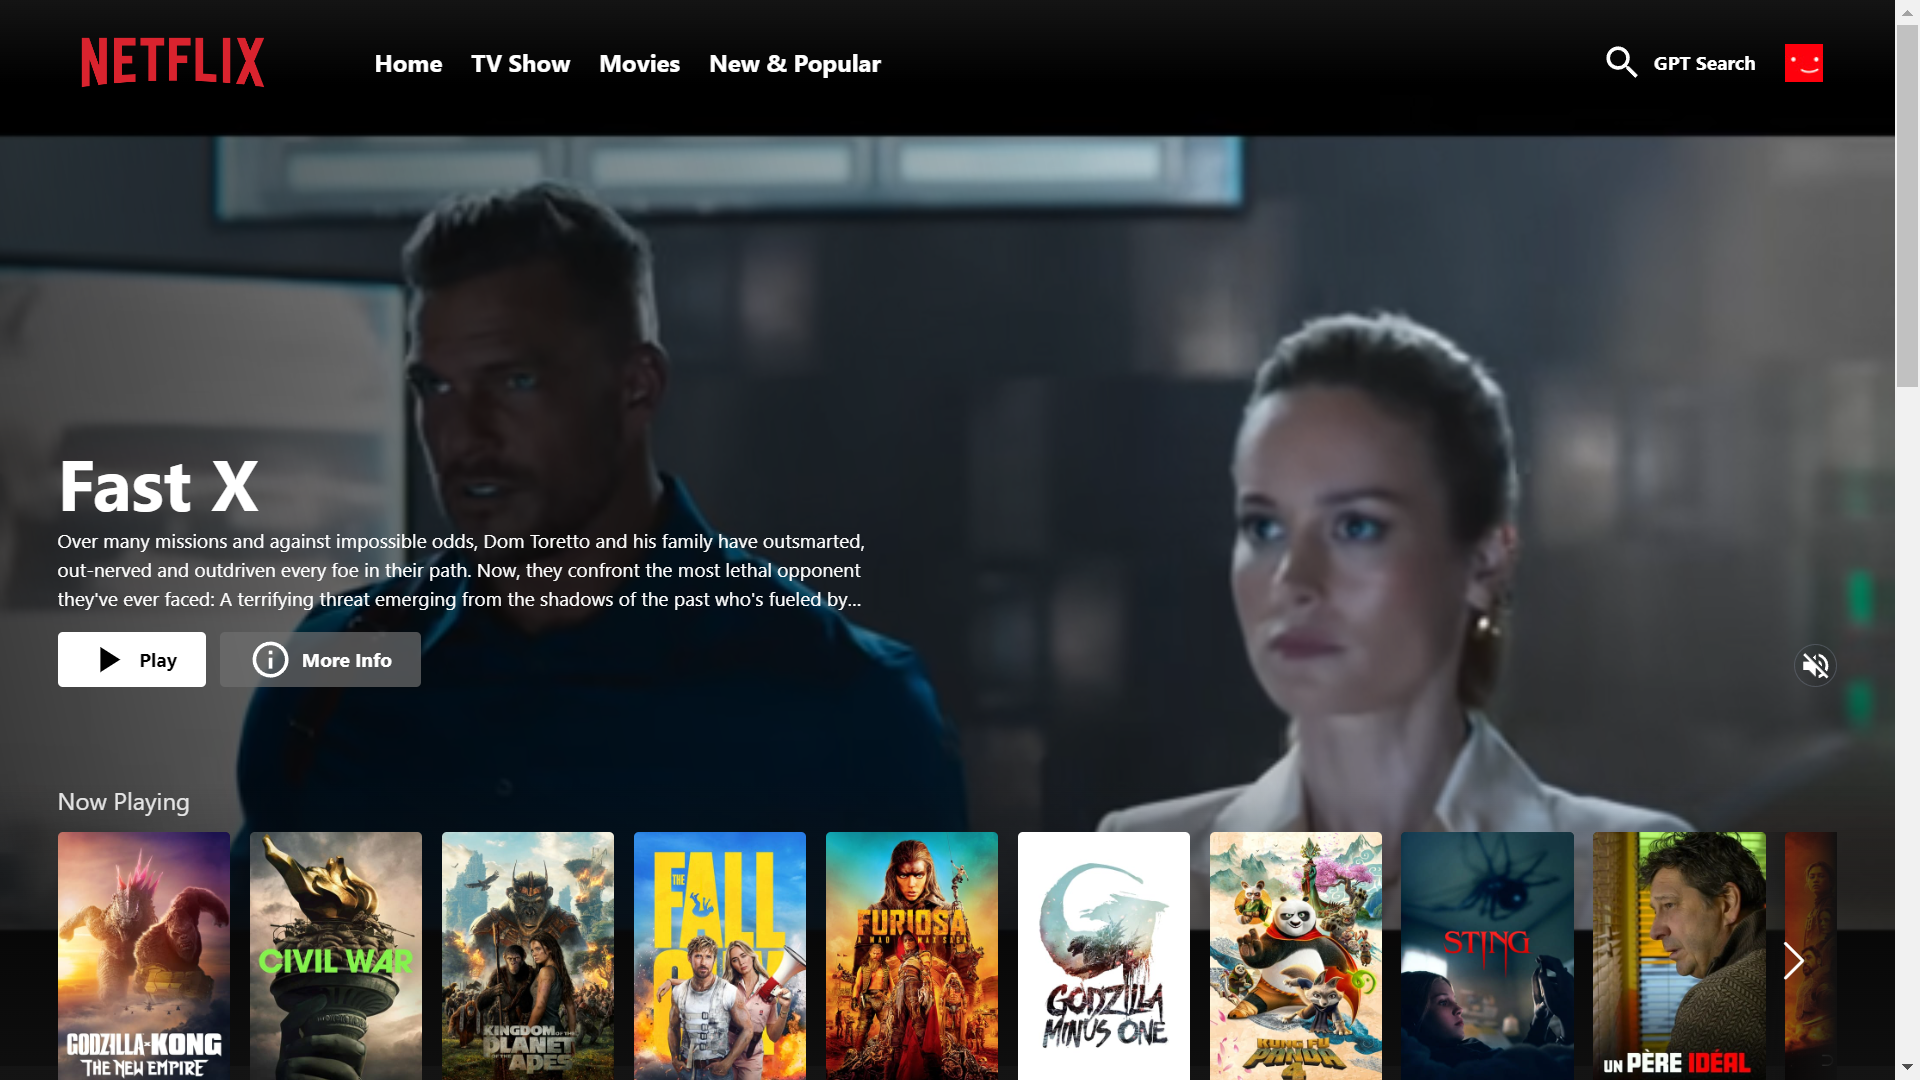 NETFLIX
Home TV Show Movies New & Popular
GPT Search
Fast X
Over many missions and against impossible odds, Dom Toretto and his family have outsmarted,
out-nerved and outdriven every foe in their path. Now, they confront the most lethal opponent
they've ever faced: A terrifying threat emerging from the shadows of the past who's fueled by...
Play
More Info
Now Playing
GODZILLA x KONG
THE NEW EMPIRE
CIVIL WAR
KINGDOM OF THE
PLANET
OF THE APES
THE
FALL
GUY
FURIOSA
A MAD MAX SAGA
GODZILLA
MINUS ONE
KUNG FU
PANDA
4
STING
UN PÈRE IDÉAL